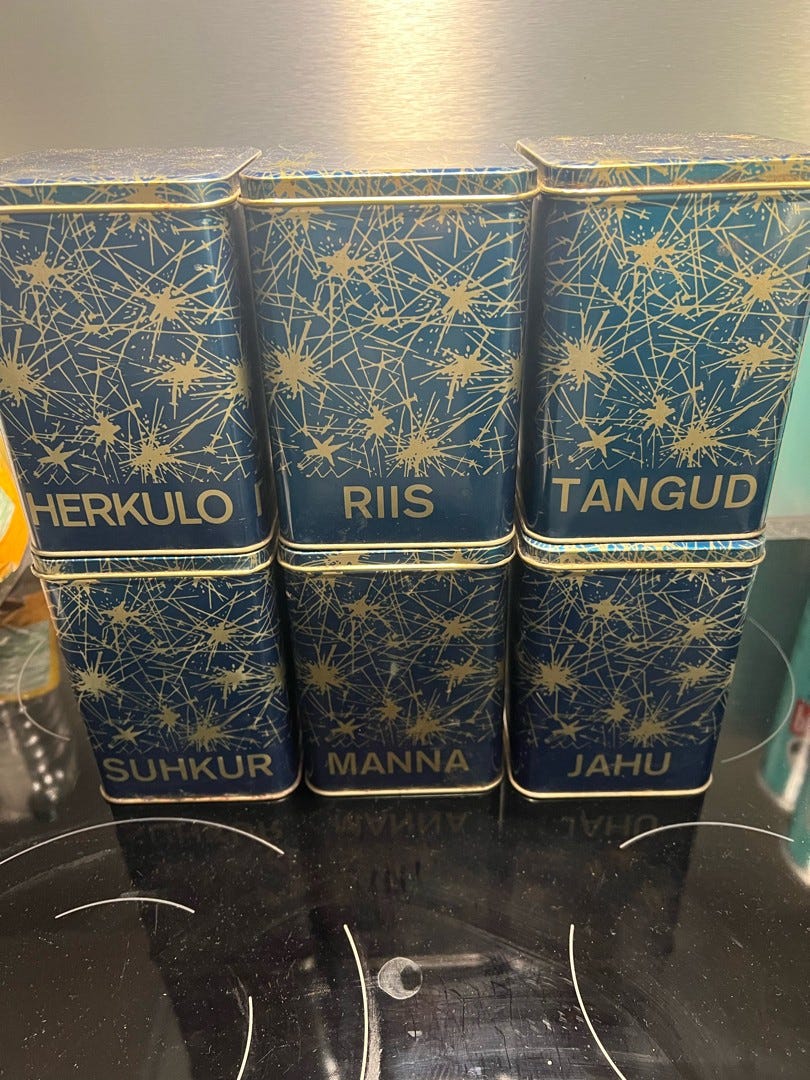 HERKULO
RIIS
TANGUD
SUHKUR
MANNA
JAHU